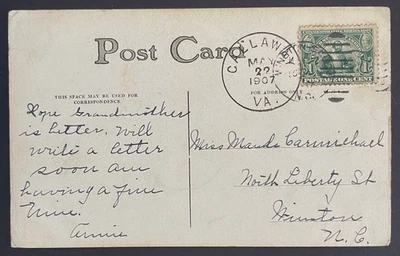 Post Card
CALLAWAY
MAY
22
1907
VA.
POSTAGE ONE CENT
THIS SPACE MAY BE USED FOR
CORRESPONDENCE
FOR ADDRESS ONLY
Hope Grandmother
is better. Will
write a letter
soon am
having a fine
time.
Annie
Miss Maude Carmichael
North Liberty St
Winston
N.C.